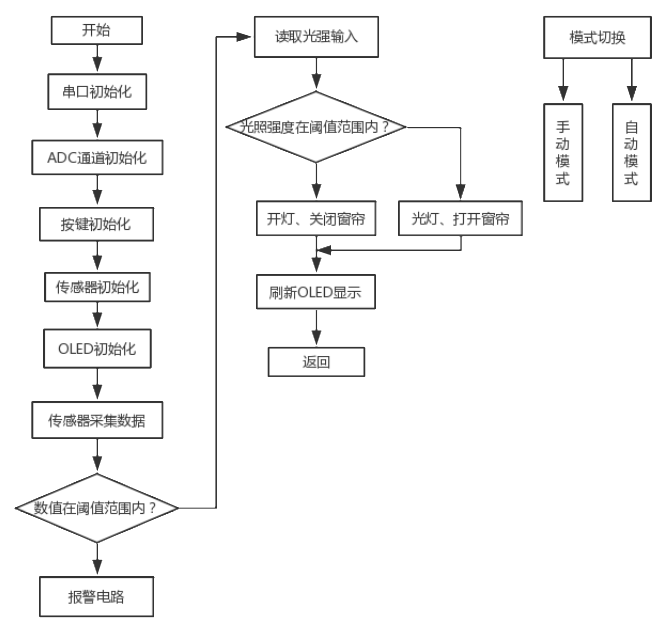 开始
串口初始化
ADC通道初始化
按键初始化
传感器初始化
OLED初始化
传感器采集数据
数值在阈值范围内？
报警电路
读取光强输入
光照强度在阈值范围内？
开灯、关闭窗帘
光灯、打开窗帘
刷新OLED显示
返回
模式切换
手动模式
自动模式